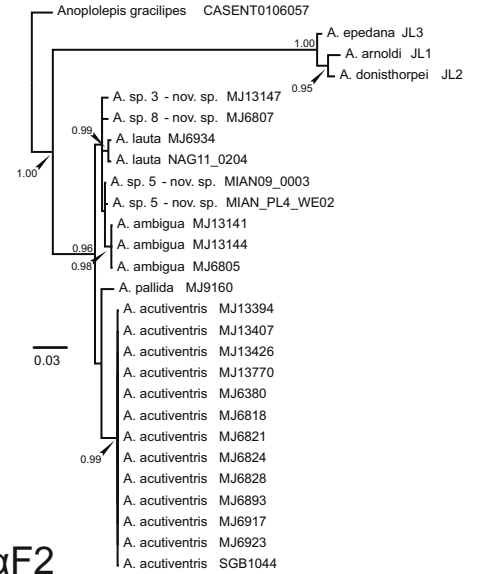 Anoplolepis gracilipes CASENT0106057
A. epedana JL3
1.00
A. arnoldi JL1
A. donisthorpei JL2
0.95
A. sp. 3 - nov. sp. MJ13147
A. sp. 8 - nov. sp. MJ6807
0.99
A. lauta MJ6934
A. lauta NAG11_0204
1.00
A. sp. 5 - nov. sp. MIAN09_0003
A. sp. 5 - nov. sp. MIAN_PL4_WE02
A. ambigua MJ13141
0.96
A. ambigua MJ13144
0.98
A. ambigua MJ6805
A. pallida MJ9160
A. acutiventris MJ13394
A. acutiventris MJ13407
0.03
A. acutiventris MJ13426
A. acutiventris MJ13770
A. acutiventris MJ6380
A. acutiventris MJ6818
A. acutiventris MJ6821
0.99
A. acutiventris MJ6824
A. acutiventris MJ6828
A. acutiventris MJ6893
A. acutiventris MJ6917
A. acutiventris MJ6923
αF2
A. acutiventris SGB1044